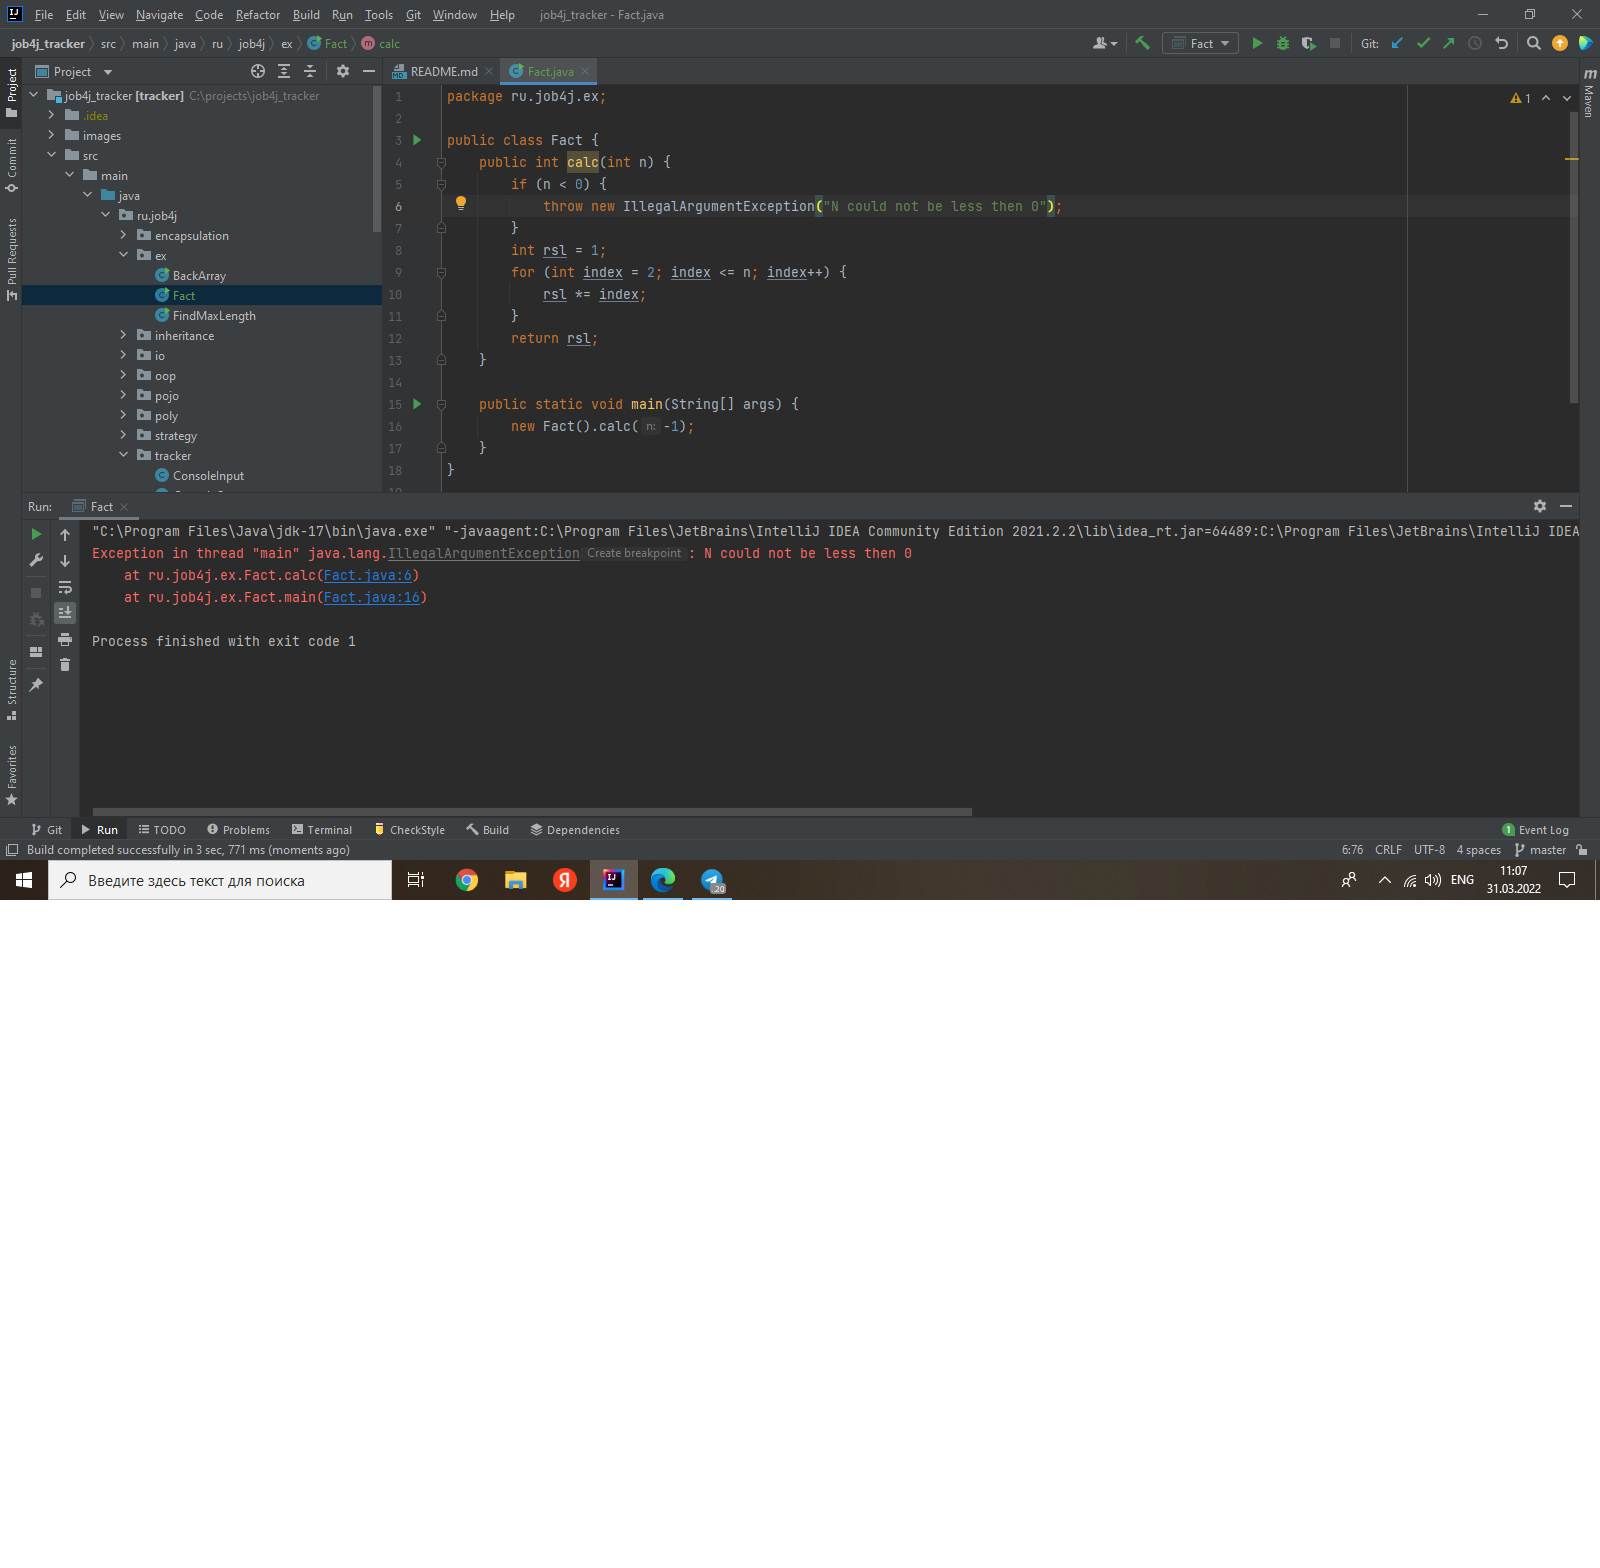 File Edit View Navigate Code Refactor Build Run Tools Git Window Help job4j_tracker - Fact.java
job4j_tracker src main java ru job4j ex Fact calc Fact Git:
Project
README.md Fact.java
job4j_tracker [tracker] C:\projects\job4j_tracker
.idea
images
src
main
java
ru.job4j
encapsulation
ex
BackArray
Fact
FindMaxLength
inheritance
io
oop
pojo
poly
strategy
tracker
ConsoleInput
1 package ru.job4j.ex;
2
3 public class Fact {
4 public int calc(int n) {
5 if (n < 0) {
6 throw new IllegalArgumentException("N could not be less then 0");
7 }
8 int rsl = 1;
9 for (int index = 2; index <= n; index++) {
10 rsl *= index;
11 }
12 return rsl;
13 }
14
15 public static void main(String[] args) {
16 new Fact().calc( n: -1);
17 }
18 }
1
Project
Commit
Pull Requests
Structure
Favorites
m Maven
Run: Fact
"C:\Program Files\Java\jdk-17\bin\java.exe" "-javaagent:C:\Program Files\JetBrains\IntelliJ IDEA Community Edition 2021.2.2\lib\idea_rt.jar=64489:C:\Program Files\JetBrains\IntelliJ IDEA
Exception in thread "main" java.lang.IllegalArgumentException Create breakpoint : N could not be less then 0
at ru.job4j.ex.Fact.calc(Fact.java:6)
at ru.job4j.ex.Fact.main(Fact.java:16)
Process finished with exit code 1
Git Run TODO Problems Terminal CheckStyle Build Dependencies 1 Event Log
Build completed successfully in 3 sec, 771 ms (moments ago) 6:76 CRLF UTF-8 4 spaces master
Введите здесь текст для поиска Я IJ 20 ENG 11:07
31.03.2022